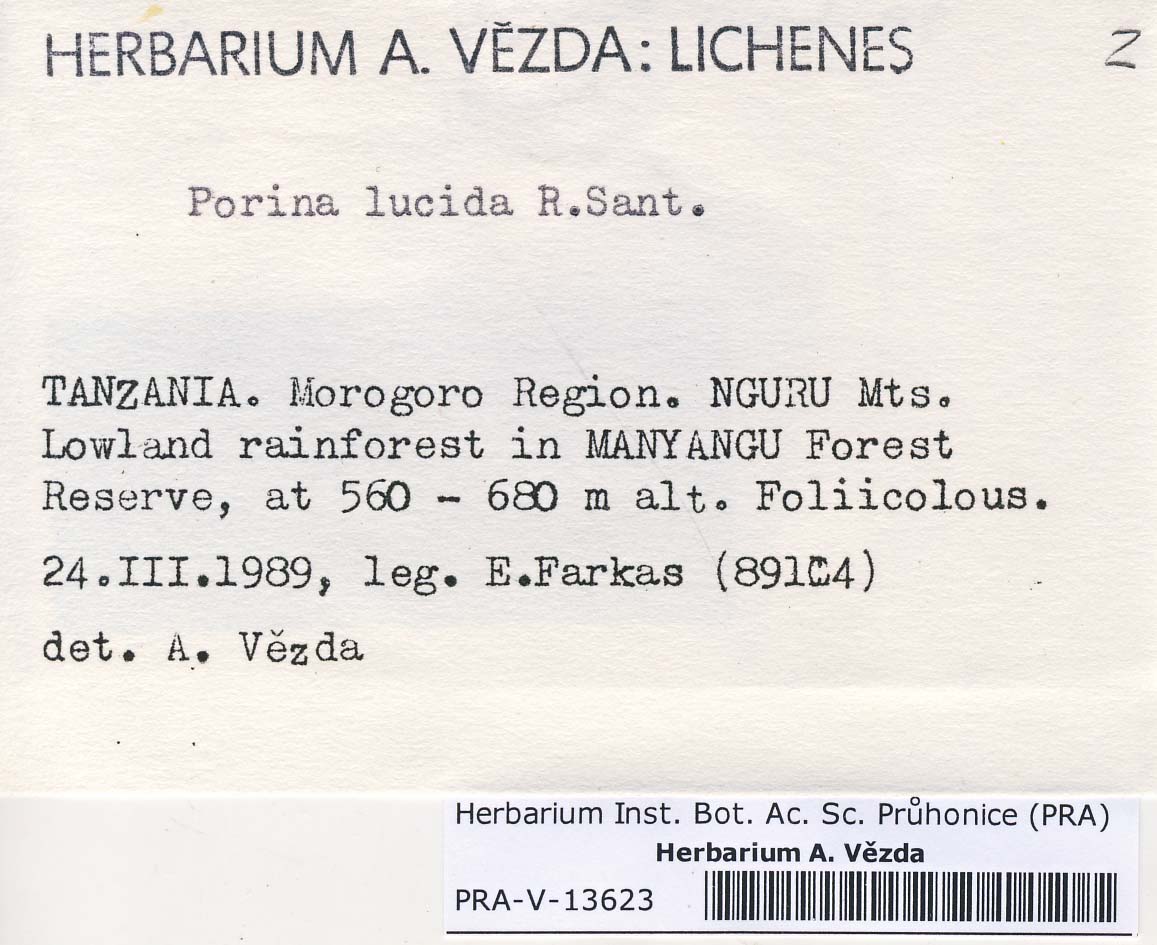 HERBARIUM A. VĚZDA: LICHENES
Z
Porina lucida R.Sant.
TANZANIA. Morogoro Region. NGURU Mts.
Lowland rainforest in MANYANGU Forest
Reserve, at 560 - 680 m alt. Foliicolous.
24.III.1989, leg. E.Farkas
det. A. Vězda
Herbarium Inst. Bot. Ac. Sc. Průhonice (PRA)
Herbarium A. Vězda
PRA-V-13623